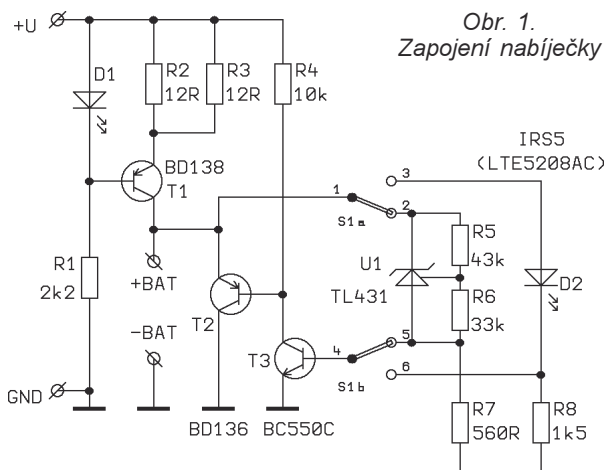 Obr. 1.
Zapojení nabíječky
+U
D1
R2
12R
R3
12R
R4
10k
IRS5
(LTE5208AC)
BD138
T1
1
3
2
S1a
R5
43k
U1
TL431
R6
33k
D2
R1
2k2
+BAT
T2
-BAT
T3
4
5
6
S1b
GND
BD136
BC550C
R7
560R
R8
1k5